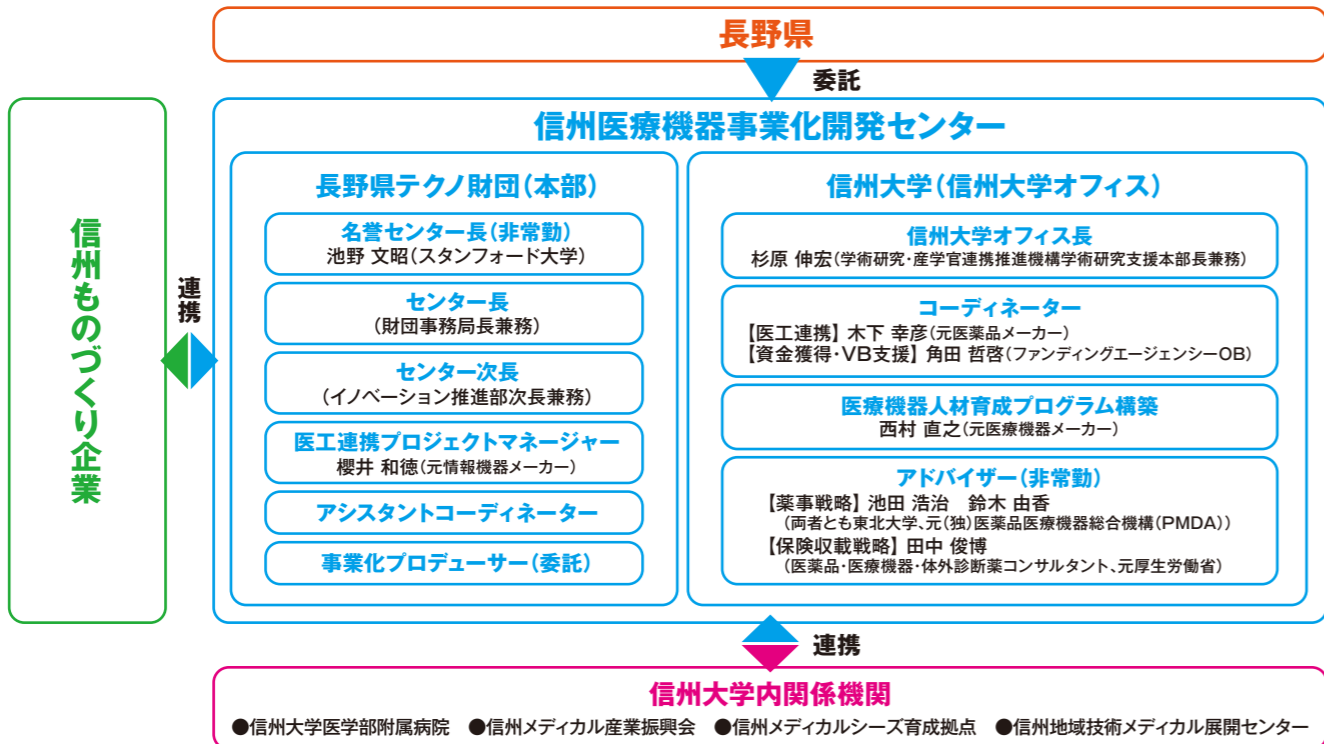 長野県
委託
信州ものづくり企業
連携
信州医療機器事業化開発センター
長野県テクノ財団(本部)
名誉センター長(非常勤)
池野 文昭(スタンフォード大学)
センター長
(財団事務局長兼務)
センター次長
(イノベーション推進部次長兼務)
医工連携プロジェクトマネージャー
櫻井 和徳(元情報機器メーカー)
アシスタントコーディネーター
事業化プロデューサー(委託)
信州大学(信州大学オフィス)
信州大学オフィス長
杉原 伸宏(学術研究・産学官連携推進機構学術研究支援本部長兼務)
コーディネーター
【医工連携】 木下 幸彦(元医薬品メーカー)
【資金獲得・VB支援】 角田 哲啓(ファンディングエージェンシーOB)
医療機器人材育成プログラム構築
西村 直之(元医療機器メーカー)
アドバイザー(非常勤)
【薬事戦略】 池田 浩治 鈴木 由香
(両者とも東北大学、元(独)医薬品医療機器総合機構(PMDA))
【保険収載戦略】 田中 俊博
(医薬品・医療機器・体外診断薬コンサルタント、元厚生労働省)
連携
信州大学内関係機関
●信州大学医学部附属病院 ●信州メディカル産業振興会 ●信州メディカルシーズ育成拠点 ●信州地域技術メディカル展開センター